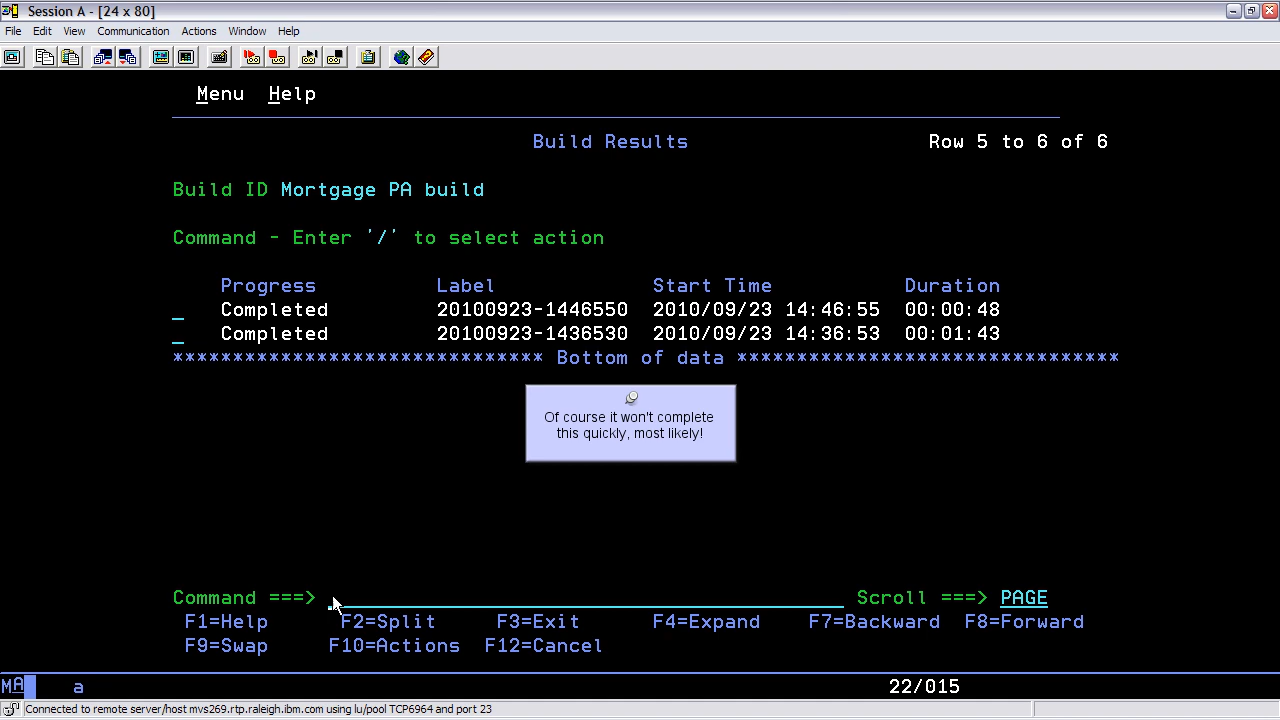 Session A - [24 x 80]
File Edit View Communication Actions Window Help
Menu Help
Build Results Row 5 to 6 of 6
Build ID Mortgage PA build
Command - Enter '/' to select action
Progress Label Start Time Duration
_ Completed 20100923-1446550 2010/09/23 14:46:55 00:00:48
_ Completed 20100923-1436530 2010/09/23 14:36:53 00:01:43
******************************* Bottom of data ********************************
Of course it won't complete
this quickly, most likely!
Command ===> Scroll ===> PAGE
F1=Help F2=Split F3=Exit F4=Expand F7=Backward F8=Forward
F9=Swap F10=Actions F12=Cancel
MA a 22/015
Connected to remote server/host mvs269.rtp.raleigh.ibm.com using lu/pool TCP6964 and port 23